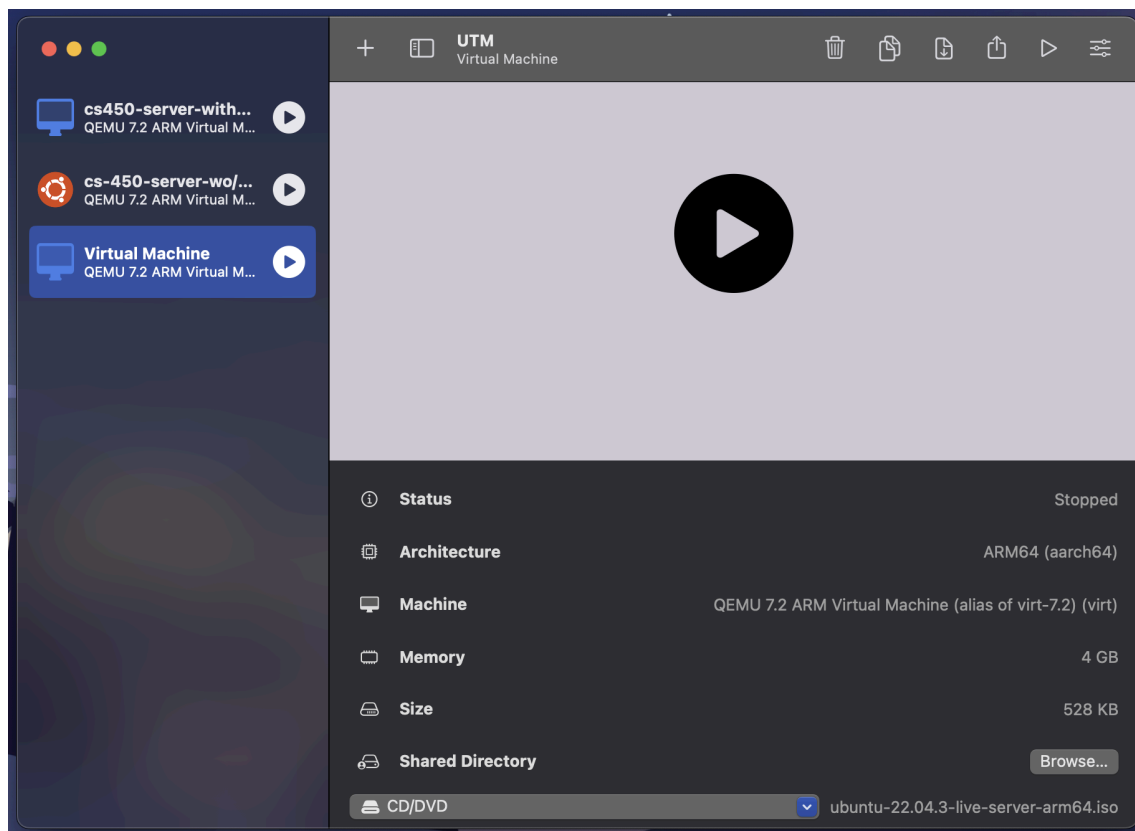 UTM
Virtual Machine
cs450-server-with...
QEMU 7.2 ARM Virtual M...
cs-450-server-wo/...
QEMU 7.2 ARM Virtual M...
Virtual Machine
QEMU 7.2 ARM Virtual M...
Status Stopped
Architecture ARM64 (aarch64)
Machine QEMU 7.2 ARM Virtual Machine (alias of virt-7.2) (virt)
Memory 4 GB
Size 528 KB
Shared Directory Browse...
CD/DVD ubuntu-22.04.3-live-server-arm64.iso